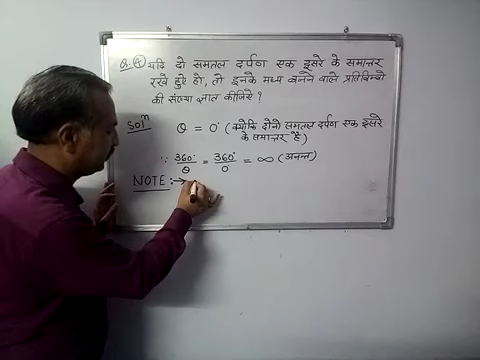 Q. ④ यदि दो समतल दर्पण एक दूसरे के समान्तर
रखे हुऐ हो, तो इनके मध्य बनने वाले प्रतिबिम्बो
की संख्या ज्ञात कीजिए ?
Solⁿ θ = 0° (क्योंकि दोनो समतल दर्पण एक दूसरे
के समान्तर है)
∵ 360°/θ = 360°/0 = ∞ (अनन्त)
NOTE :→